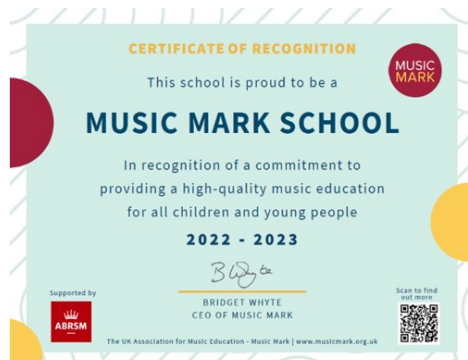 CERTIFICATE OF RECOGNITION
MUSIC
MARK
This school is proud to be a
MUSIC MARK SCHOOL
In recognition of a commitment to
providing a high-quality music education
for all children and young people
2022 - 2023
B Whyte
BRIDGET WHYTE
CEO OF MUSIC MARK
Supported by
ABRSM
Scan to find
out more
The UK Association for Music Education - Music Mark | www.musicmark.org.uk